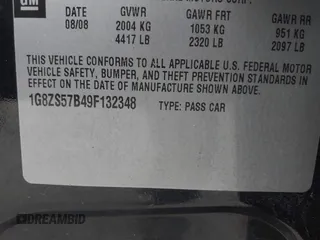 GM
MOTORS CORP.
DATE GVWR GAWR FRT GAWR RR
08/08 2004 KG 1053 KG 951 KG
4417 LB 2320 LB 2097 LB
THIS VEHICLE CONFORMS TO ALL APPLICABLE U.S. FEDERAL MOTOR
VEHICLE SAFETY, BUMPER, AND THEFT PREVENTION STANDARDS IN
EFFECT ON THE DATE OF MANUFACTURE SHOWN ABOVE.
1G8ZS57B49F132348 TYPE: PASS CAR
DREAMBID